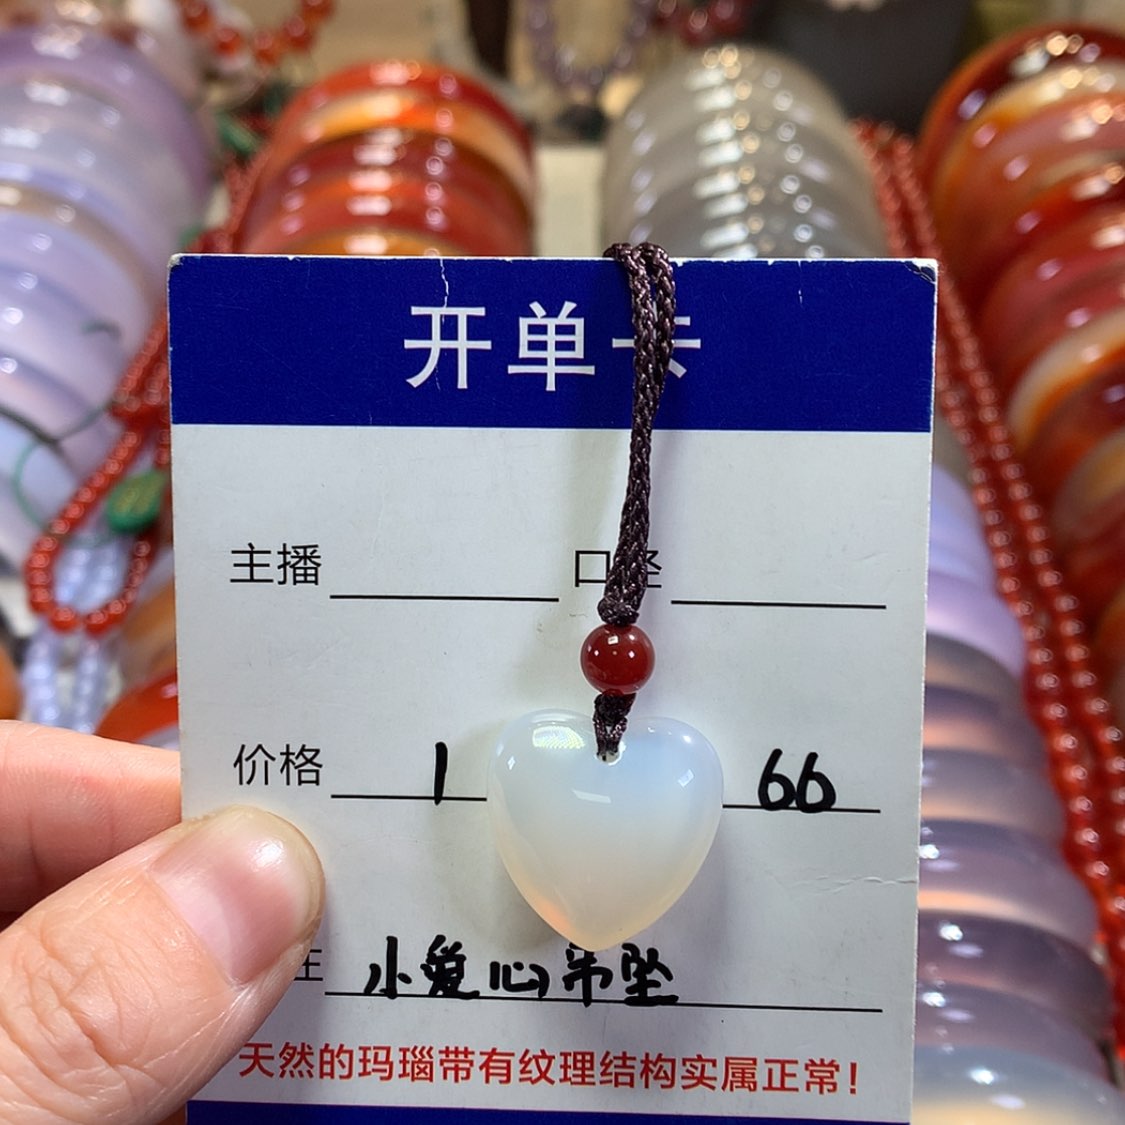 开单卡
主播 口径
价格 1 66
注 小爱心吊坠
天然的玛瑙带有纹理结构实属正常！